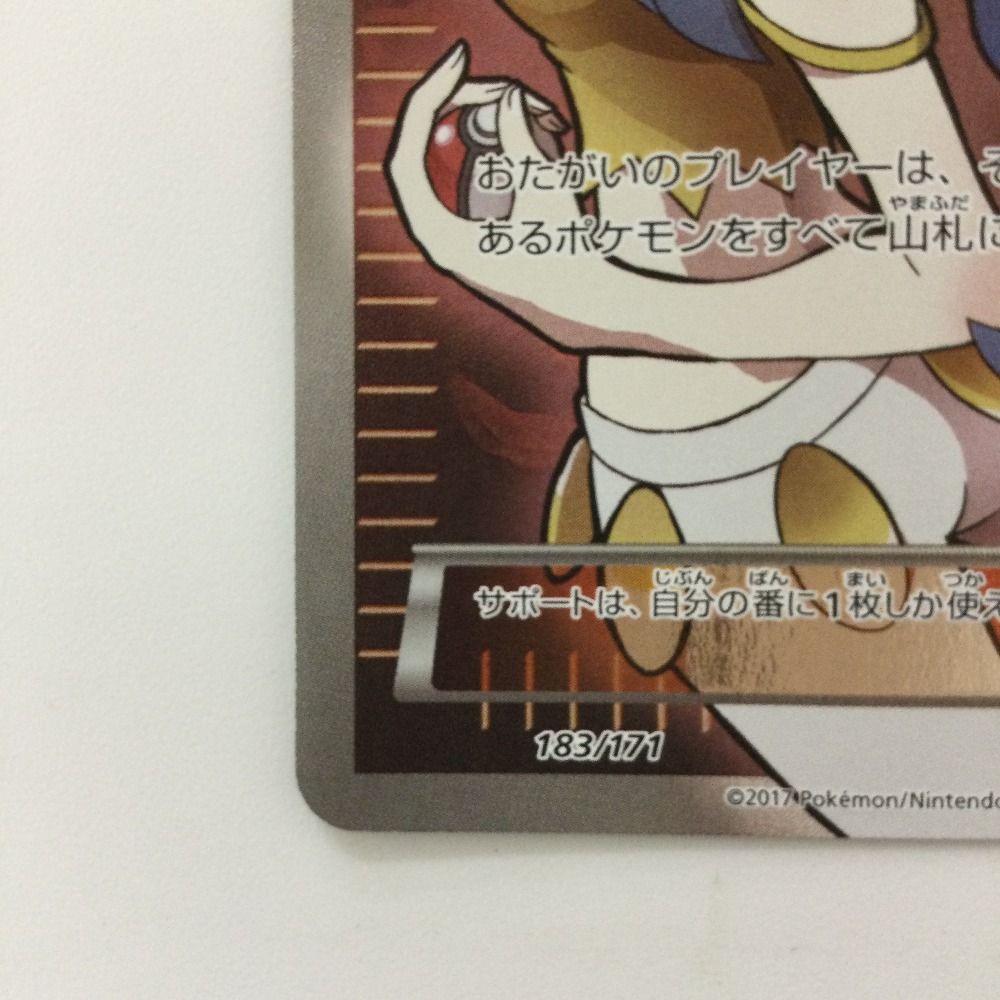 おたがいのプレイヤーは、そ
やまふだ
あるポケモンをすべて山札に
じぶん ばん まい つか
サポートは、自分の番に1枚しか使え
183/171
©2017 Pokémon/Nintendo